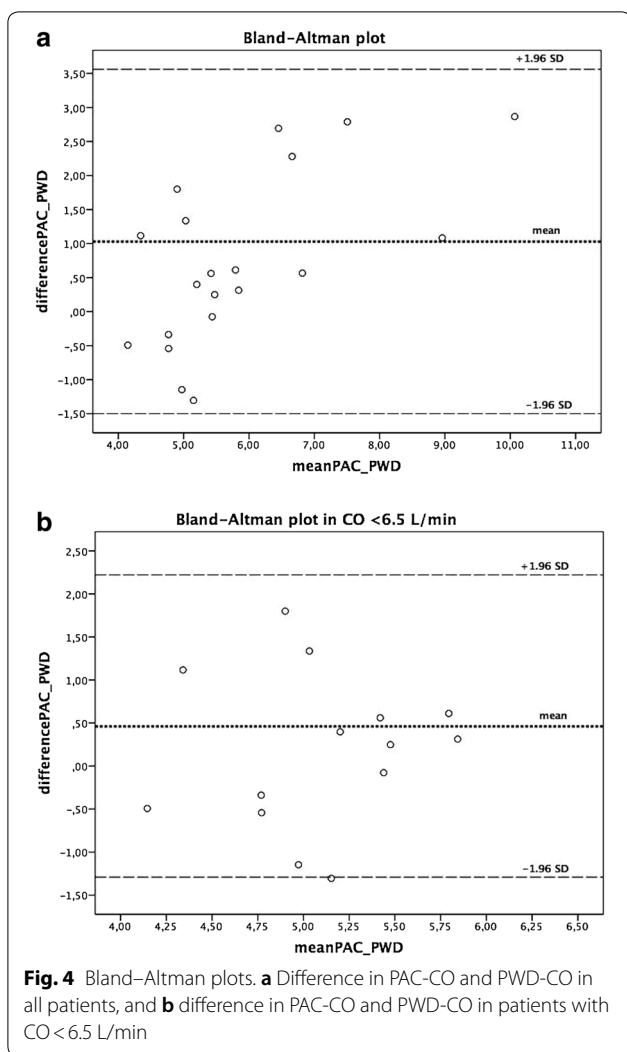 a
Bland–Altman plot
+1.96 SD
3,50
3,00
2,50
2,00
1,50
mean
1,00
,50
,00
-,50
-1,00
-1.96 SD
-1,50
differencePAC_PWD
4,00 5,00 6,00 7,00 8,00 9,00 10,00 11,00
meanPAC_PWD
b
Bland–Altman plot in CO <6.5 L/min
2,50
+1.96 SD
2,00
1,50
1,00
mean
,50
,00
-,50
-1,00
-1.96 SD
-1,50
differencePAC_PWD
4,00 4,25 4,50 4,75 5,00 5,25 5,50 5,75 6,00 6,25 6,50
meanPAC_PWD
Fig. 4 Bland–Altman plots. a Difference in PAC-CO and PWD-CO in
all patients, and b difference in PAC-CO and PWD-CO in patients with
CO < 6.5 L/min